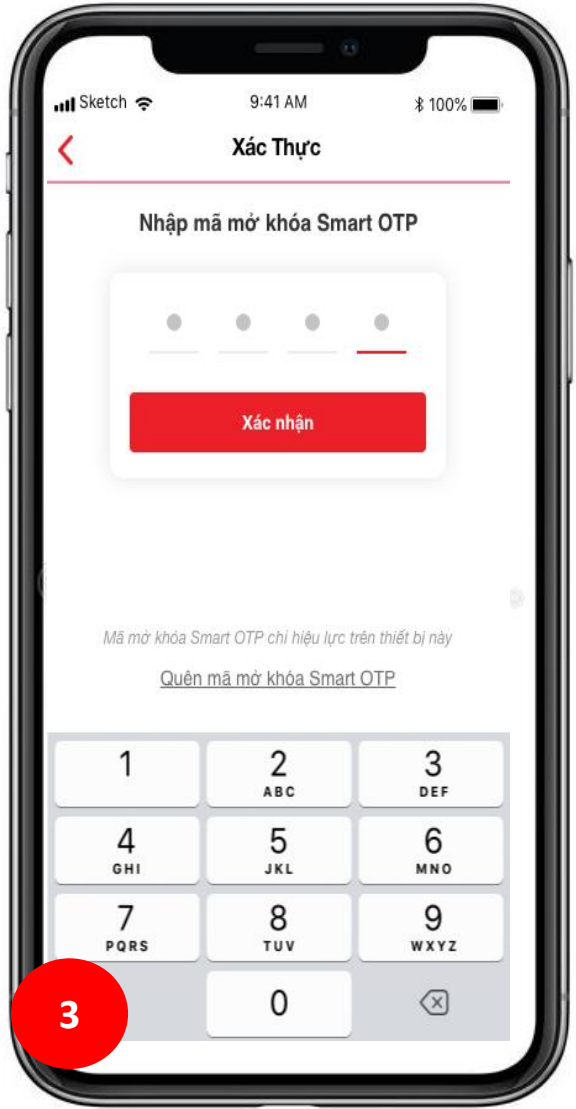 Sketch 9:41 AM 100%
Xác Thực
Nhập mã mở khóa Smart OTP
Xác nhận
Mã mở khóa Smart OTP chỉ hiệu lực trên thiết bị này
Quên mã mở khóa Smart OTP
1 2 3
ABC DEF
4 5 6
GHI JKL MNO
7 8 9
PQRS TUV WXYZ
0
3